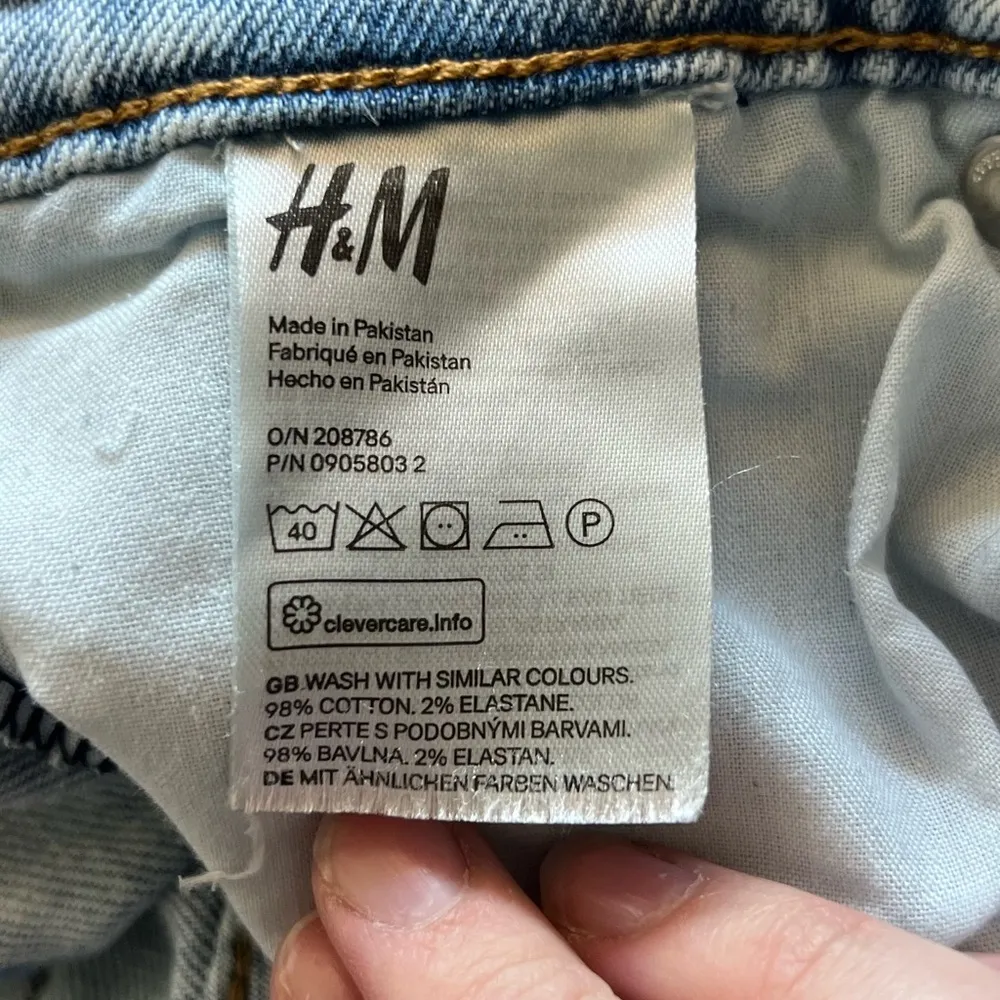 H&M
Made in Pakistan
Fabriqué en Pakistan
Hecho en Pakistán
O/N 208786
P/N 0905803 2
40 P
clevercare.info
GB WASH WITH SIMILAR COLOURS.
98% COTTON. 2% ELASTANE.
CZ PERTE S PODOBNÝMI BARVAMI.
98% BAVLNA. 2% ELASTAN.
DE MIT ÄHNLICHEN FARBEN WASCHEN.